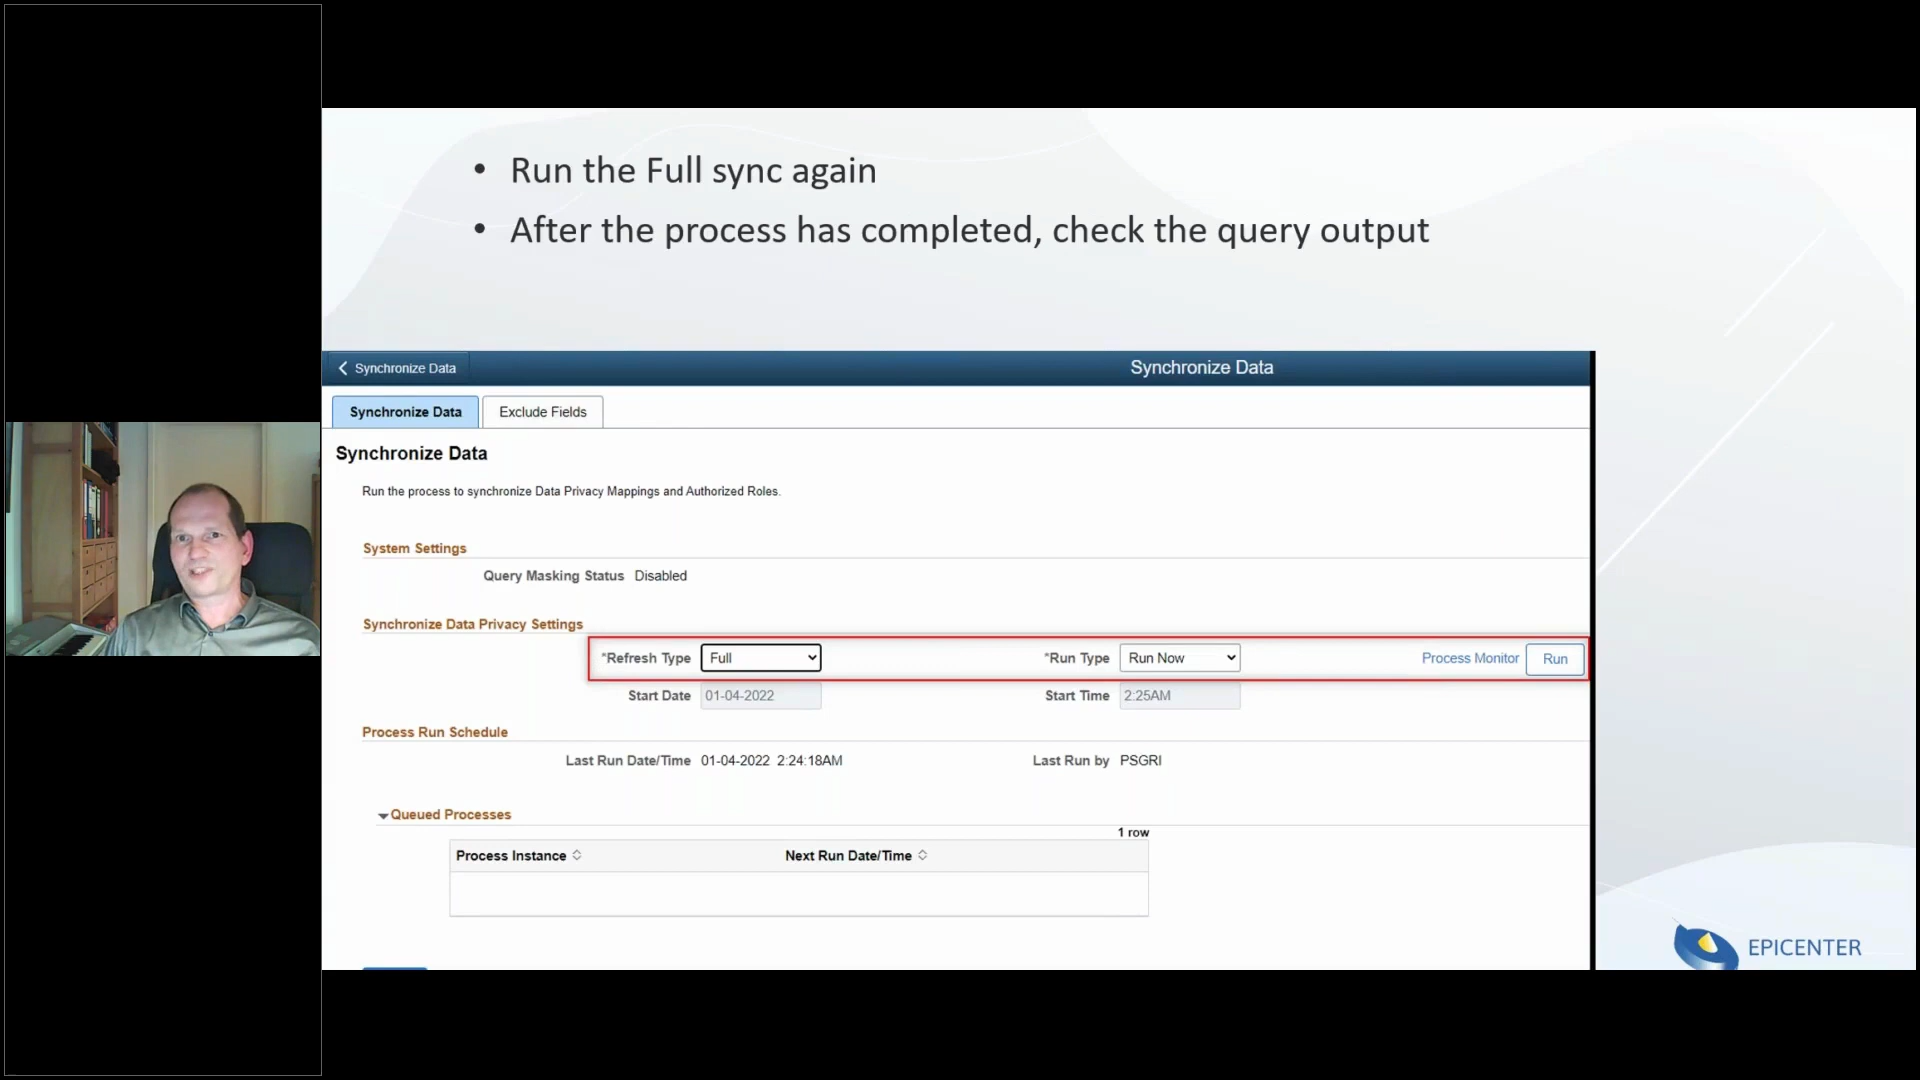 • Run the Full sync again
• After the process has completed, check the query output
Synchronize Data
Synchronize Data
Synchronize Data
Exclude Fields
Synchronize Data
Run the process to synchronize Data Privacy Mappings and Authorized Roles.
System Settings
Query Masking Status Disabled
Synchronize Data Privacy Settings
*Refresh Type Full *Run Type Run Now Process Monitor Run
Start Date 01-04-2022 Start Time 2:25AM
Process Run Schedule
Last Run Date/Time 01-04-2022 2:24:18AM Last Run by PSGRI
Queued Processes
1 row
Process Instance Next Run Date/Time
EPICENTER